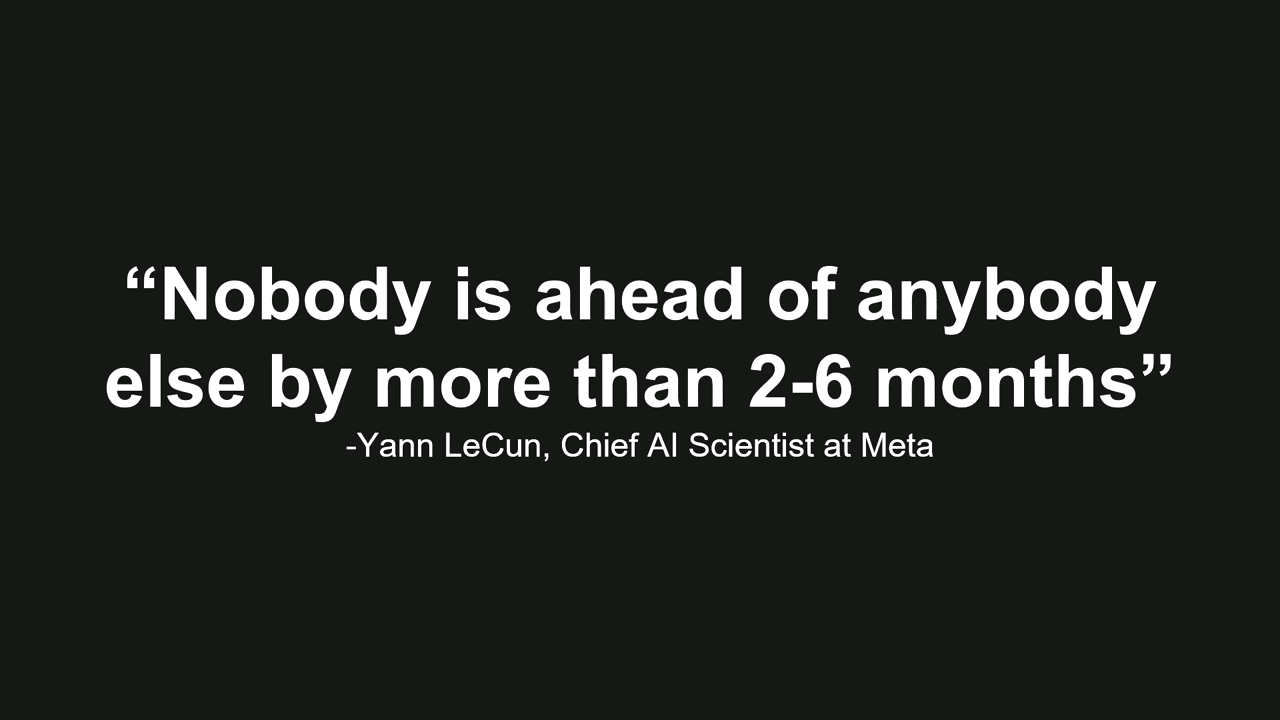 “Nobody is ahead of anybody
else by more than 2-6 months”
-Yann LeCun, Chief AI Scientist at Meta